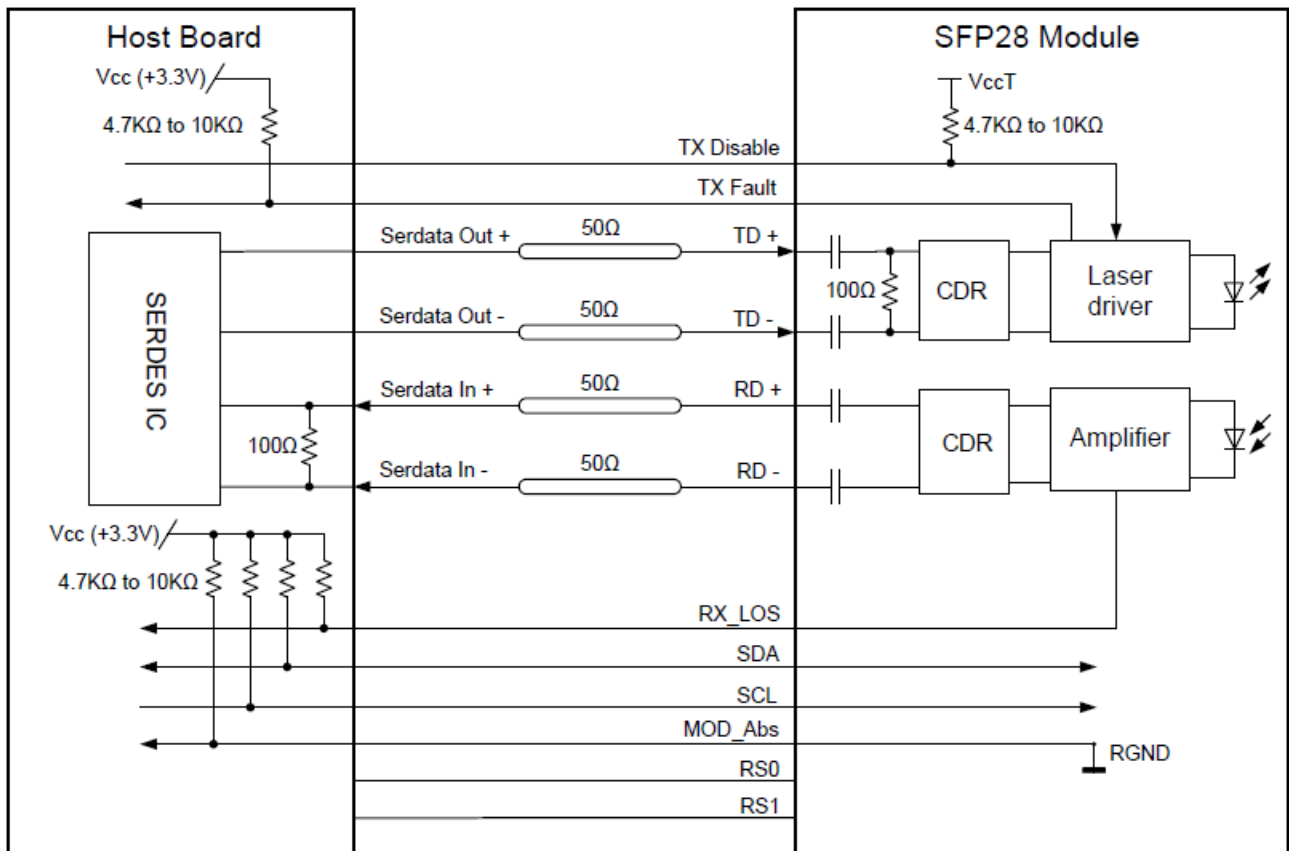 Host Board
SFP28 Module
Vcc (+3.3V)
VccT
4.7KΩ to 10KΩ
4.7KΩ to 10KΩ
TX Disable
TX Fault
Serdata Out +
50Ω
TD +
SERDES IC
100Ω
CDR
Laser
driver
Serdata Out -
50Ω
TD -
Serdata In +
50Ω
RD +
100Ω
CDR
Amplifier
Serdata In -
50Ω
RD -
Vcc (+3.3V)
4.7KΩ to 10KΩ
RX_LOS
SDA
SCL
MOD_Abs
RGND
RS0
RS1